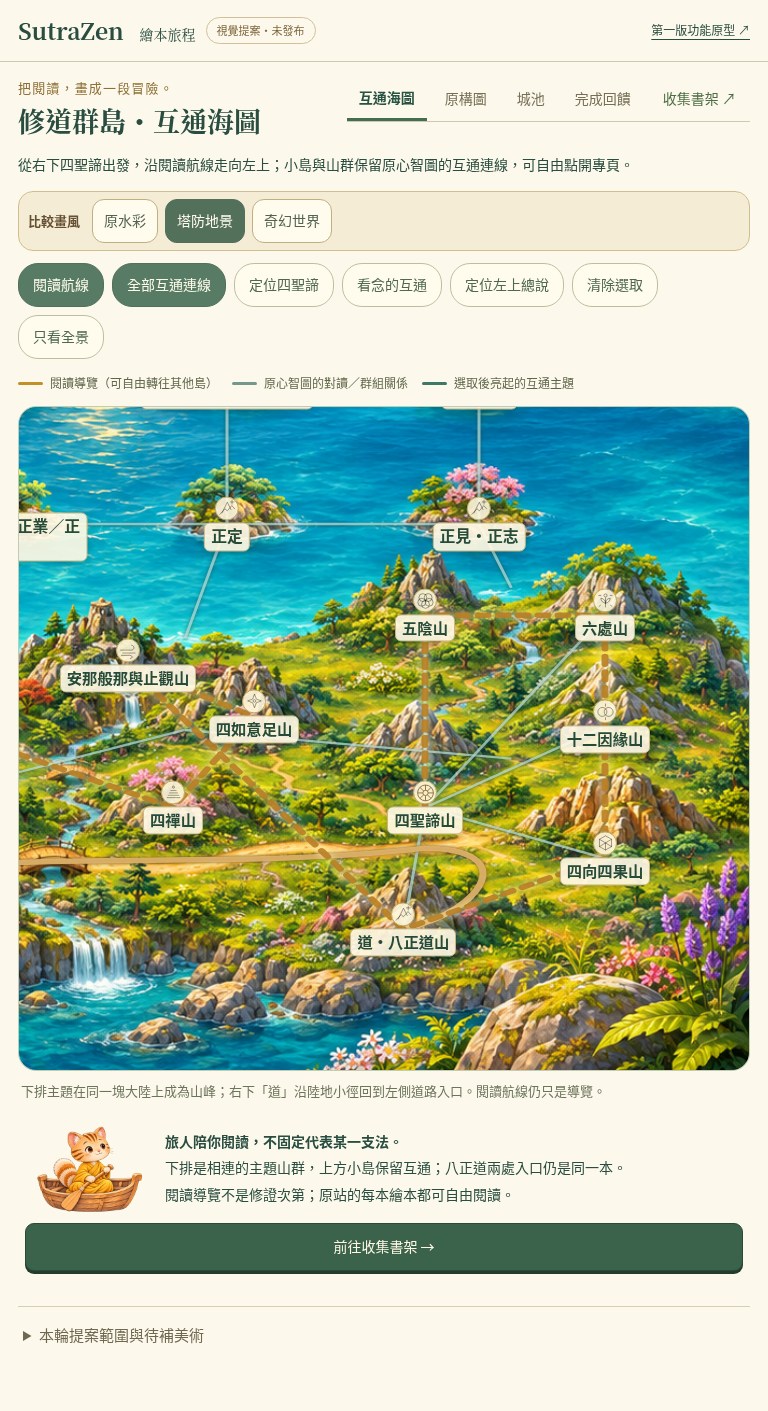 SutraZen 繪本旅程 視覺提案・未發布 第一版功能原型 ↗
把閱讀，畫成一段冒險。
修道群島・互通海圖
互通海圖 原構圖 城池 完成回饋 收集書架 ↗
從右下四聖諦出發，沿閱讀航線走向左上；小島與山群保留原心智圖的互通連線，可自由點開專頁。
比較畫風 原水彩 塔防地景 奇幻世界
閱讀航線 全部互通連線 定位四聖諦 看念的互通 定位左上總說 清除選取
只看全景
閱讀導覽（可自由轉往其他島） 原心智圖的對讀／群組關係 選取後亮起的互通主題
正業／正
正定
正見・正志
五陰山
六處山
安那般那與止觀山
四如意足山
十二因緣山
四禪山
四聖諦山
四向四果山
道・八正道山
下排主題在同一塊大陸上成為山峰；右下「道」沿陸地小徑回到左側道路入口。閱讀航線仍只是導覽。
旅人陪你閱讀，不固定代表某一支法。
下排是相連的主題山群，上方小島保留互通；八正道兩處入口仍是同一本。
閱讀導覽不是修證次第；原站的每本繪本都可自由閱讀。
前往收集書架 →
▶ 本輪提案範圍與待補美術